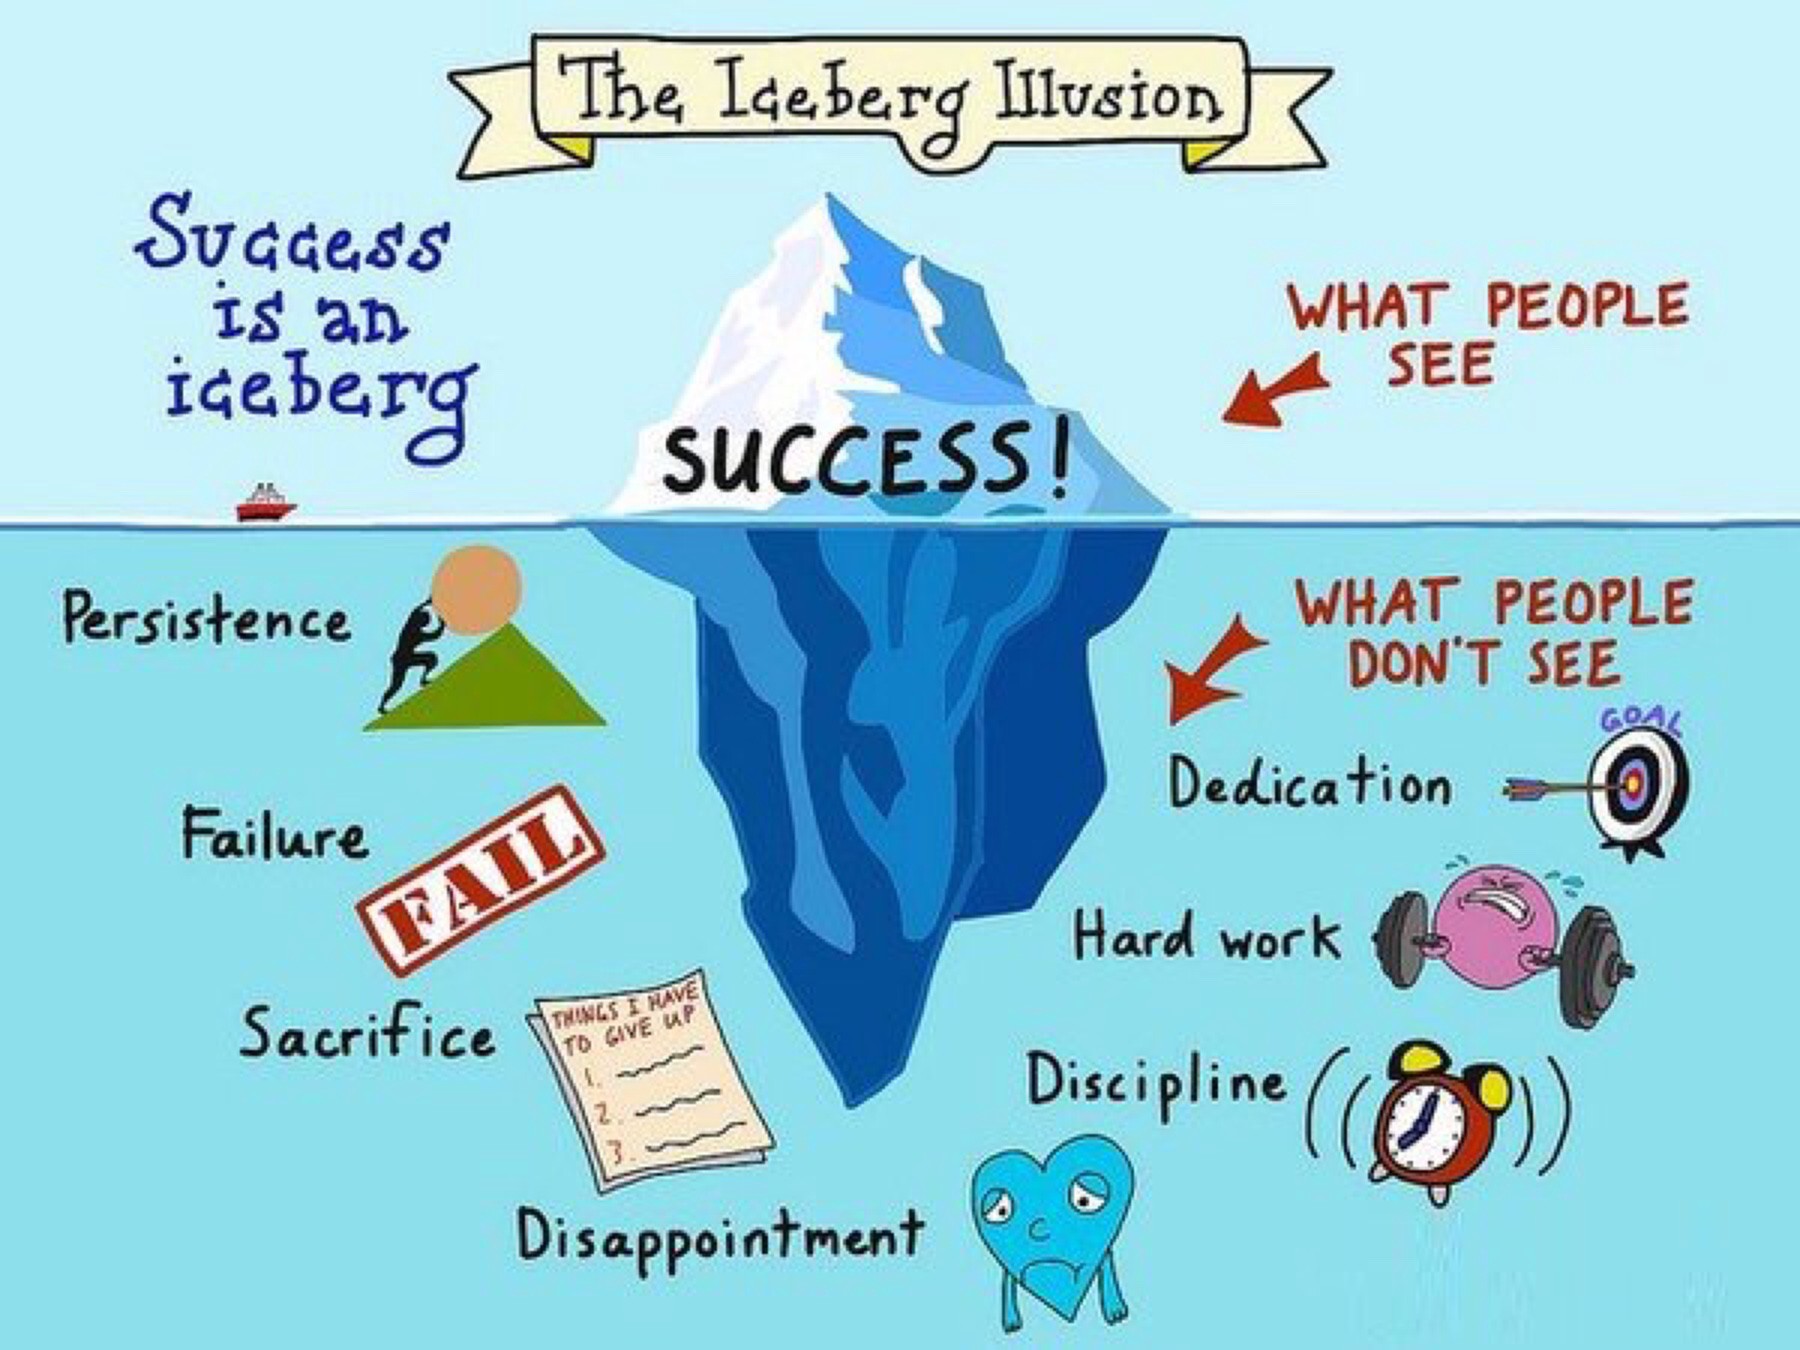 The Iceberg Illusion
Success
is an
iceberg
WHAT PEOPLE
SEE
SUCCESS!
WHAT PEOPLE
DON'T SEE
Persistence
GOAL
Dedication
Failure
FAIL
Hard work
Sacrifice
THINGS I HAVE
TO GIVE UP
1.
2.
3.
Discipline
Disappointment